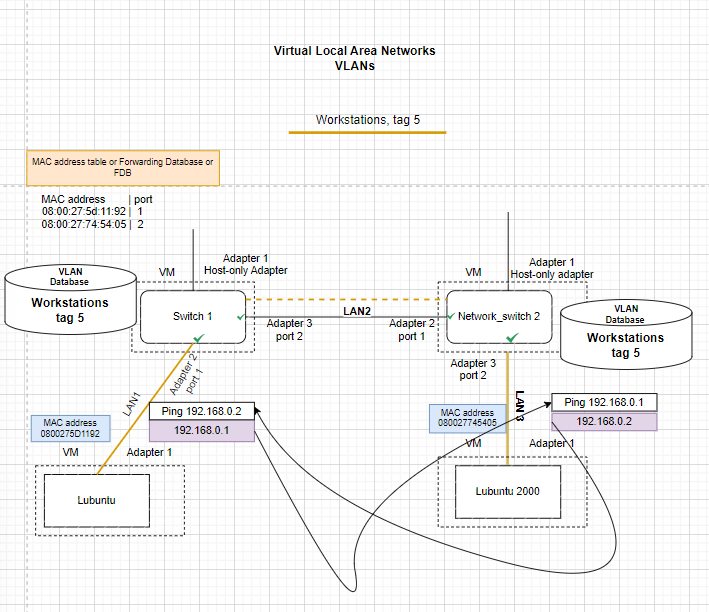 Virtual Local Area Networks
VLANs
Workstations, tag 5
MAC address table or Forwarding Database or
FDB
MAC address |port
08:00:27:5d:11:92 | 1
08:00:27:74:54:05 | 2
VLAN
Database
Workstations
tag 5
VM
Adapter 1
Host-only Adapter
Switch 1
Adapter 3
port 2
LAN2
VM
Adapter 1
Host-only adapter
Network_switch 2
Adapter 2
port 1
VLAN
Database
Workstations
tag 5
Adapter 2
port 1
LAN1
Adapter 3
port 2
LAN 3
Ping 192.168.0.2
192.168.0.1
MAC address
0800275D1192
VM
Adapter 1
Lubuntu
MAC address
080027745405
VM
Adapter 1
Ping 192.168.0.1
192.168.0.2
Lubuntu 2000